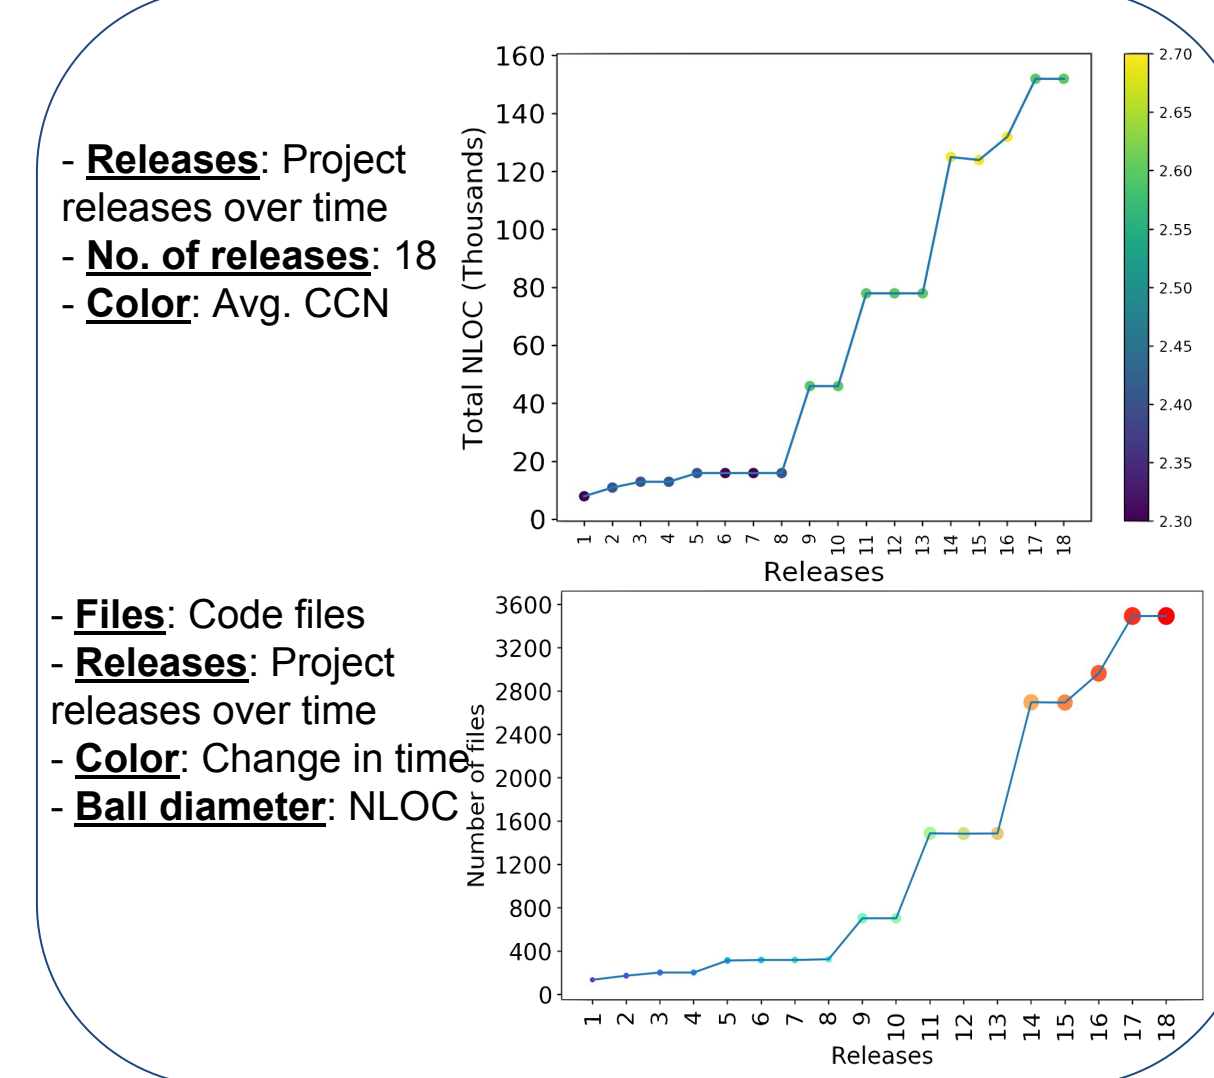 - Releases: Project
releases over time
- No. of releases: 18
- Color: Avg. CCN
Total NLOC (Thousands)
160
140
120
100
80
60
40
20
0
1 2 3 4 5 6 7 8 9 10 11 12 13 14 15 16 17 18
Releases
2.70
2.65
2.60
2.55
2.50
2.45
2.40
2.35
2.30
- Files: Code files
- Releases: Project
releases over time
- Color: Change in time
- Ball diameter: NLOC
Number of files
3600
3200
2800
2400
2000
1600
1200
800
400
0
1 2 3 4 5 6 7 8 9 10 11 12 13 14 15 16 17 18
Releases